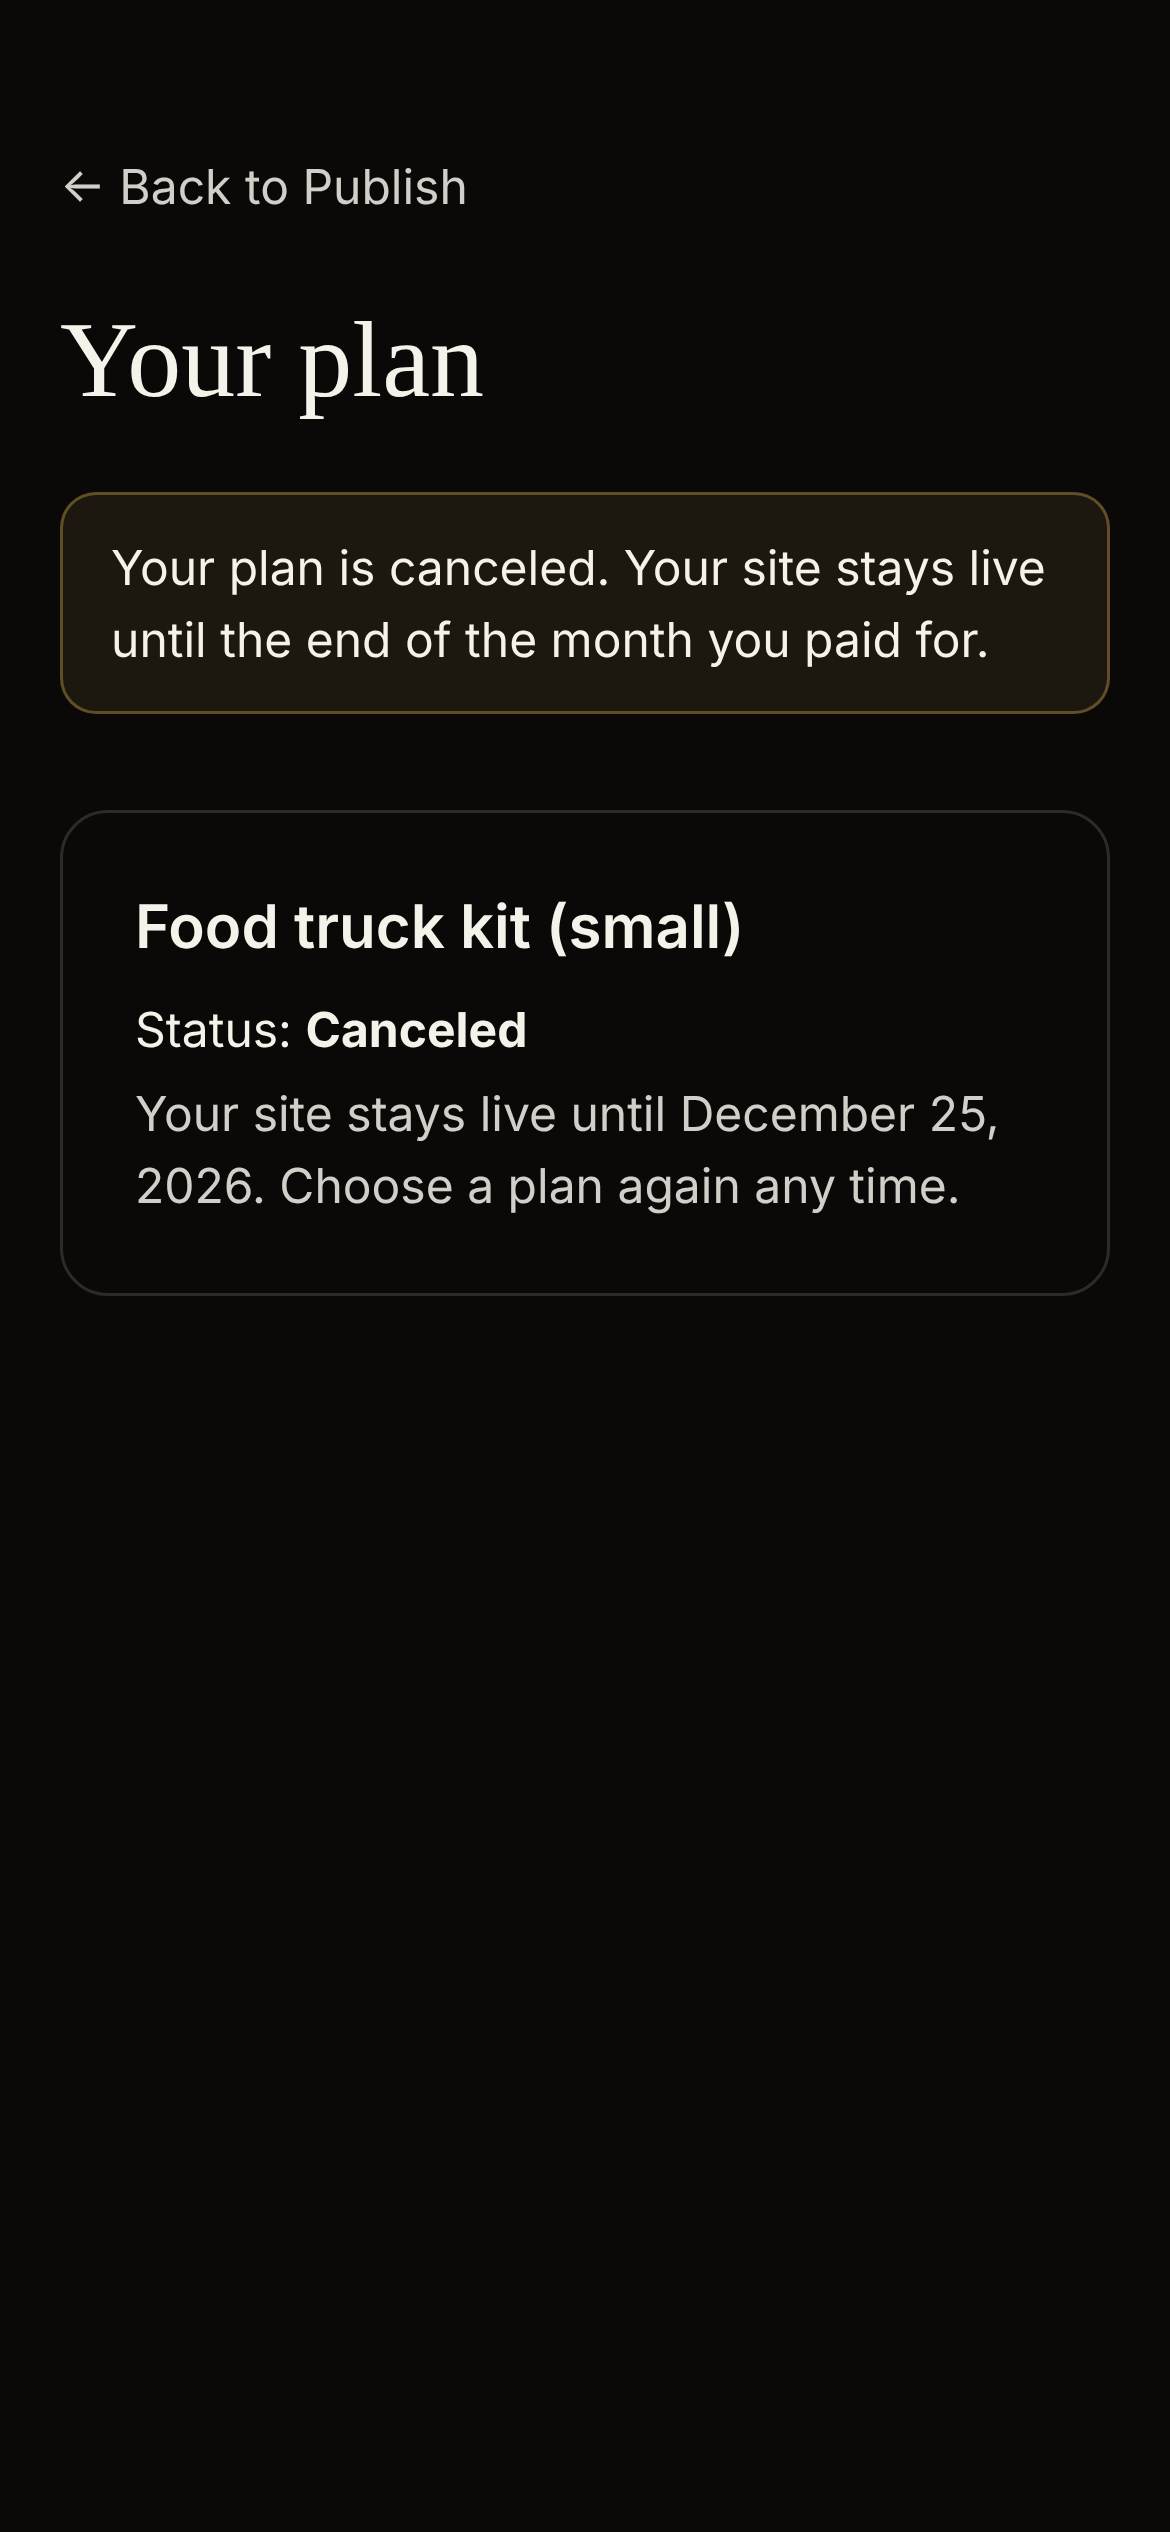 ← Back to Publish
Your plan
Your plan is canceled. Your site stays live
until the end of the month you paid for.
Food truck kit (small)
Status: Canceled
Your site stays live until December 25,
2026. Choose a plan again any time.